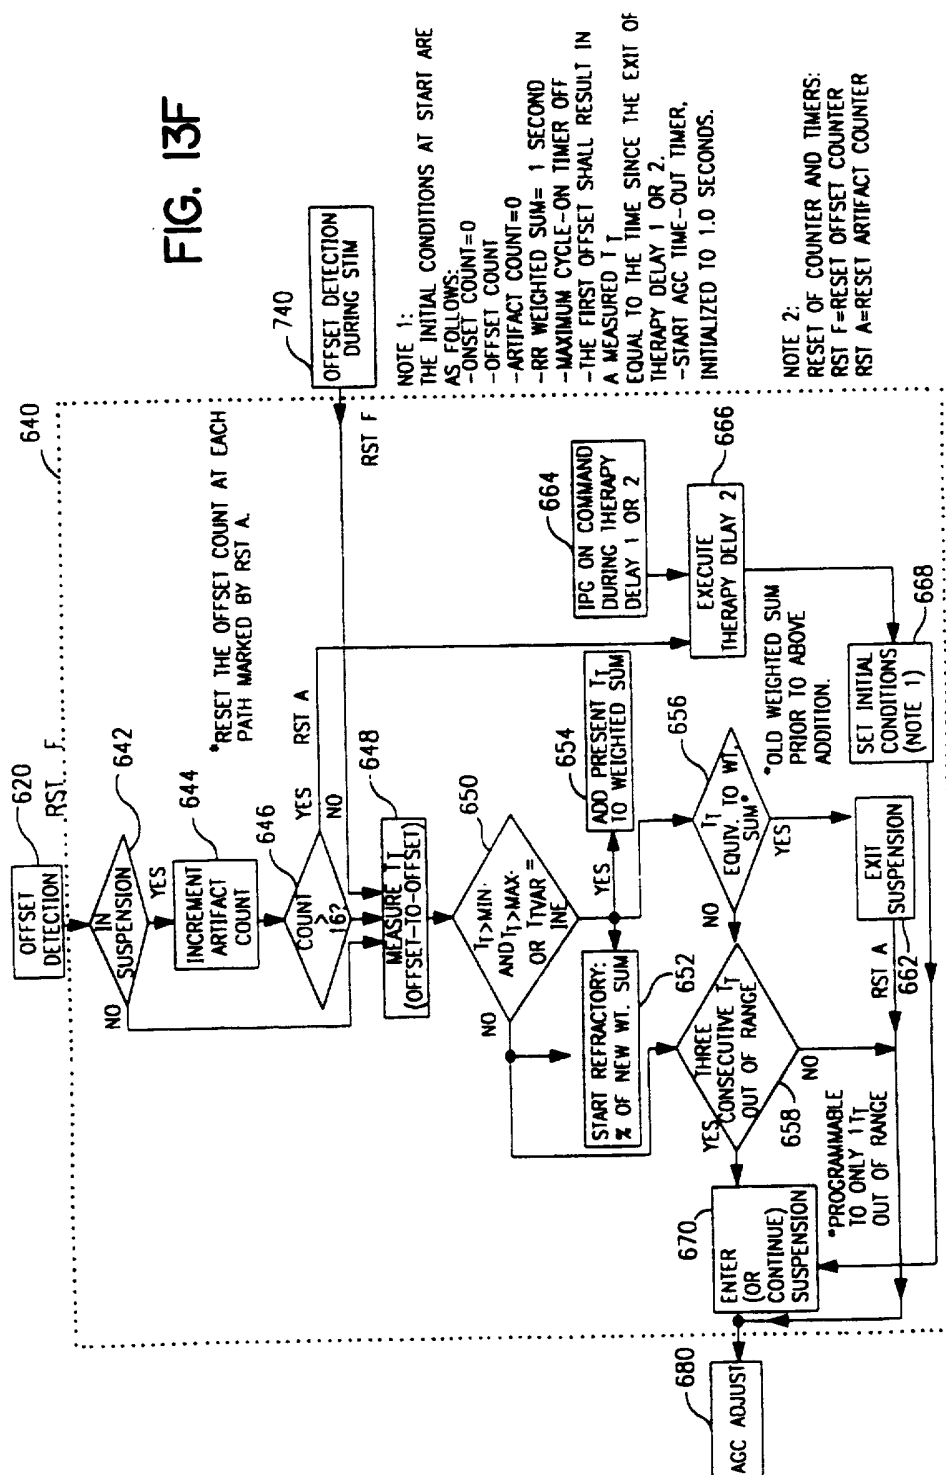 FIG. 13F
620
OFFSET
DETECTION
RST F
640
642
IN
SUSPENSION
NO
YES
644
INCREMENT
ARTIFACT
COUNT
*RESET THE OFFSET COUNT AT EACH
PATH MARKED BY RST A.
646
COUNT
>
16?
YES
RST A
NO
740
OFFSET DETECTION
DURING STIM
RST F
648
MEASURE TT
(OFFSET-TO-OFFSET)
650
TT>MIN.
AND TT>MAX.
OR TTVAR =
INE
NO
YES
652
START REFRACTORY:
% OF NEW WT. SUM
654
ADD PRESENT TT
TO WEIGHTED SUM
656
TT
EQUIV. TO WT.
SUM*
NO
YES
*OLD WEIGHTED SUM
PRIOR TO ABOVE
ADDITION.
658
THREE
CONSECUTIVE TT
OUT OF RANGE
YES
NO
*PROGRAMMABLE
TO ONLY 1 TT
OUT OF RANGE
EXIT
SUSPENSION
662
RST A
664
IPG ON COMMAND
DURING THERAPY
DELAY 1 OR 2
666
EXECUTE
THERAPY DELAY 2
668
SET INITIAL
CONDITIONS
(NOTE 1)
670
ENTER
(OR
CONTINUE)
SUSPENSION
680
AGC ADJUST
NOTE 1:
THE INITIAL CONDITIONS AT START ARE
AS FOLLOWS:
-ONSET COUNT=0
-OFFSET COUNT
-ARTIFACT COUNT=0
-RR WEIGHTED SUM= 1 SECOND
-MAXIMUM CYCLE-ON TIMER OFF
-THE FIRST OFFSET SHALL RESULT IN
A MEASURED TT
EQUAL TO THE TIME SINCE THE EXIT OF
THERAPY DELAY 1 OR 2.
-START AGC TIME-OUT TIMER,
INITIALIZED TO 1.0 SECONDS.
NOTE 2:
RESET OF COUNTER AND TIMERS:
RST F=RESET OFFSET COUNTER
RST A=RESET ARTIFACT COUNTER